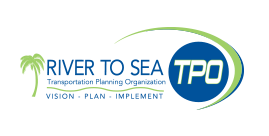 RIVER TO SEA
Transportation Planning Organization
VISION - PLAN - IMPLEMENT
TPO